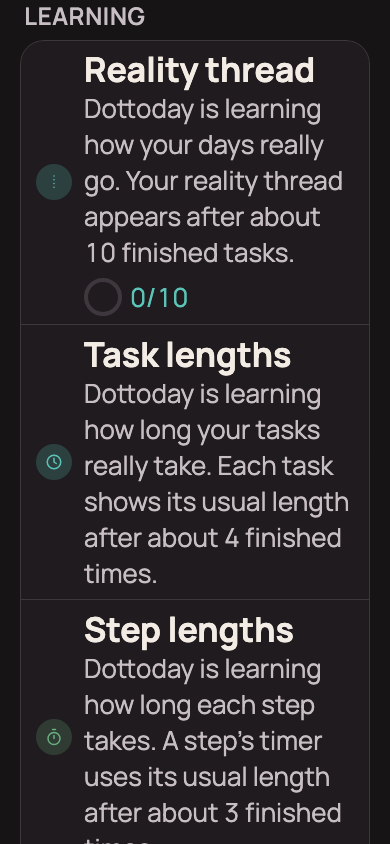 LEARNING
Reality thread
Dottoday is learning
how your days really
go. Your reality thread
appears after about
10 finished tasks.
0/10
Task lengths
Dottoday is learning
how long your tasks
really take. Each task
shows its usual length
after about 4 finished
times.
Step lengths
Dottoday is learning
how long each step
takes. A step’s timer
uses its usual length
after about 3 finished